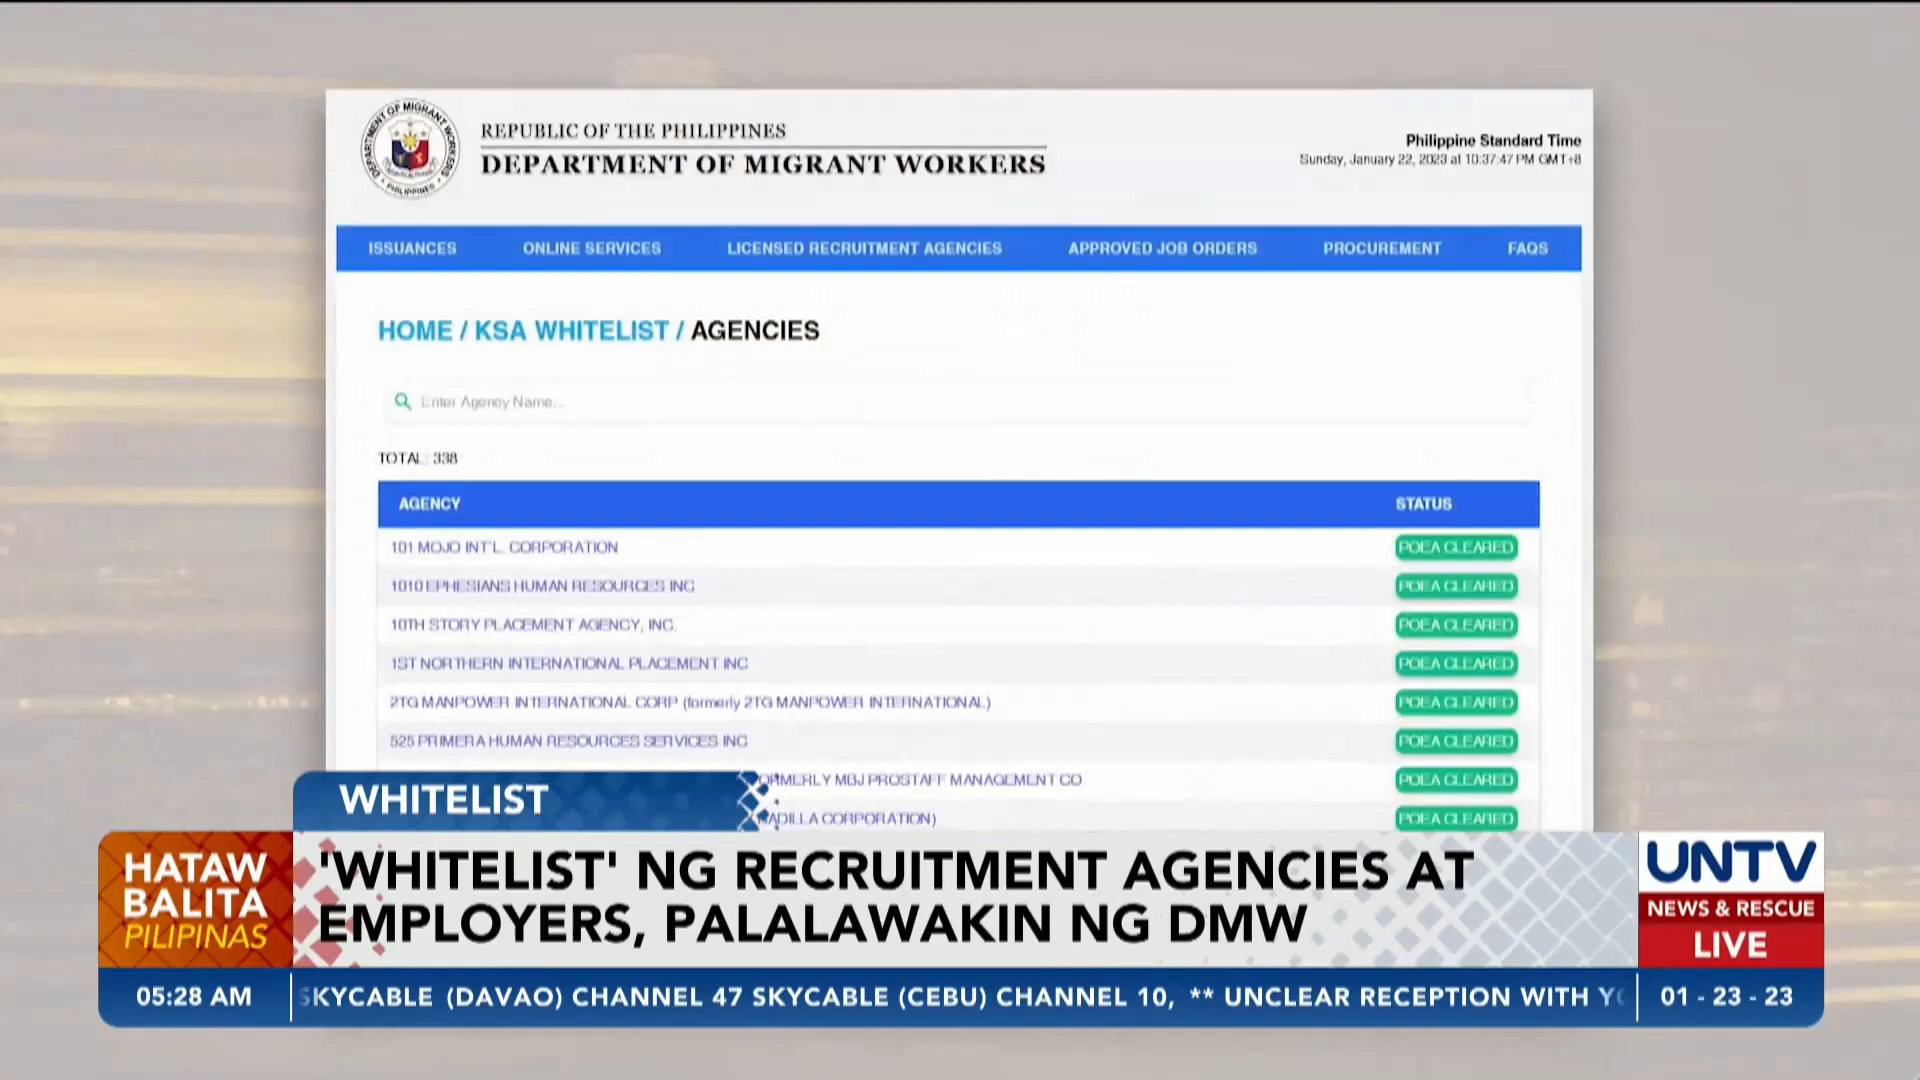 DEPARTMENT OF MIGRANT WORKERS
PHILIPPINES
REPUBLIC OF THE PHILIPPINES
DEPARTMENT OF MIGRANT WORKERS
Philippine Standard Time
Sunday, January 22, 2023 at 10:37:47 PM GMT+8
ISSUANCES ONLINE SERVICES LICENSED RECRUITMENT AGENCIES APPROVED JOB ORDERS PROCUREMENT FAQS
HOME / KSA WHITELIST / AGENCIES
Enter Agency Name...
TOTAL: 338
AGENCY STATUS
101 MOJO INT'L. CORPORATION POEA CLEARED
1010 EPHESIANS HUMAN RESOURCES INC POEA CLEARED
10TH STORY PLACEMENT AGENCY, INC. POEA CLEARED
1ST NORTHERN INTERNATIONAL PLACEMENT INC POEA CLEARED
2TG MANPOWER INTERNATIONAL CORP (formerly 2TG MANPOWER INTERNATIONAL) POEA CLEARED
525 PRIMERA HUMAN RESOURCES SERVICES INC POEA CLEARED
ORMERLY MBJ PROSTAFF MANAGEMENT CO POEA CLEARED
PADILLA CORPORATION) POEA CLEARED
WHITELIST
HATAW
BALITA
PILIPINAS
'WHITELIST' NG RECRUITMENT AGENCIES AT
EMPLOYERS, PALALAWAKIN NG DMW
UNTV
NEWS & RESCUE
LIVE
05:28 AM
SKYCABLE (DAVAO) CHANNEL 47 SKYCABLE (CEBU) CHANNEL 10, ** UNCLEAR RECEPTION WITH
01 - 23 - 23